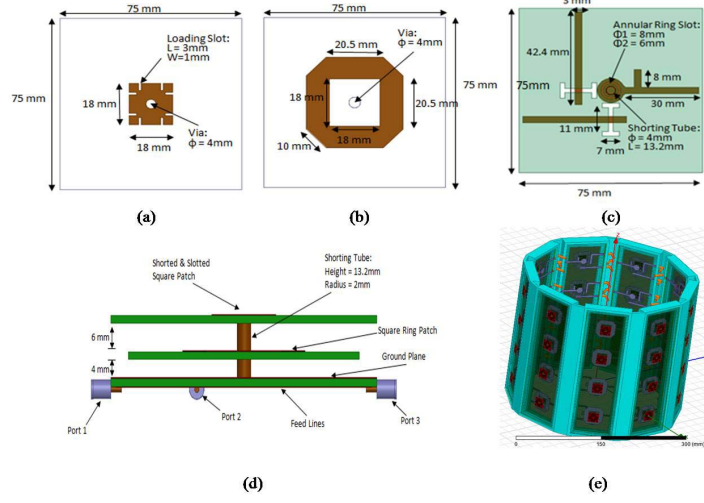 75 mm
75 mm
Loading Slot:
L = 3mm
W=1mm
18 mm
18 mm
Via:
ϕ = 4mm
(a)
75 mm
75 mm
20.5 mm
Via:
ϕ = 4mm
18 mm
20.5 mm
18 mm
10 mm
(b)
3 mm
42.4 mm
75mm
Annular Ring Slot:
Φ1 = 8mm
Φ2 = 6mm
8 mm
30 mm
11 mm
7 mm
Shorting Tube:
ϕ = 4mm
L = 13.2mm
75 mm
(c)
Shorted & Slotted
Square Patch
Shorting Tube:
Height = 13.2mm
Radius = 2mm
Square Ring Patch
6 mm
Ground Plane
4 mm
Port 1
Port 2
Feed Lines
Port 3
(d)
0
150
300 (mm)
(e)